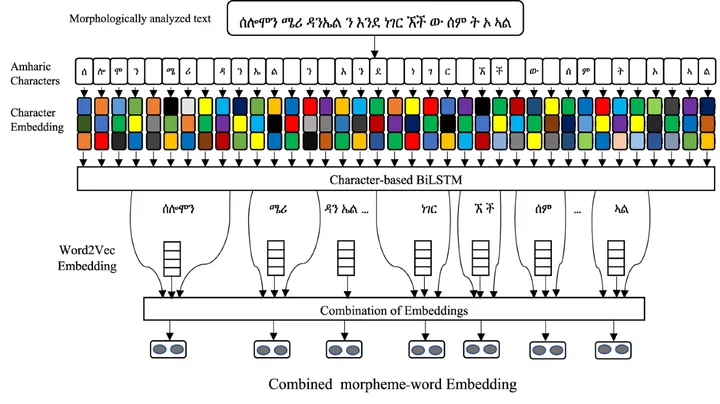 Morphologically analyzed text
ሰሎሞን ሜሪ ዳንኤል ን እንደ ነገር ኧች ው ሰም ት ኦ ኣል
Amharic Characters
ሰ ሎ ሞ ን ሜ ሪ ዳ ን ኤ ል ን እ ን ደ ነ ገ ር ኧ ች ው ሰ ም ት ኦ ኣ ል
Character Embedding
Character-based BiLSTM
ሰሎሞን ሜሪ ዳን ኤል ... ነገር ኧ ች ሰም ... ኣል
Word2Vec Embedding
Combination of Embeddings
Combined morpheme-word Embedding